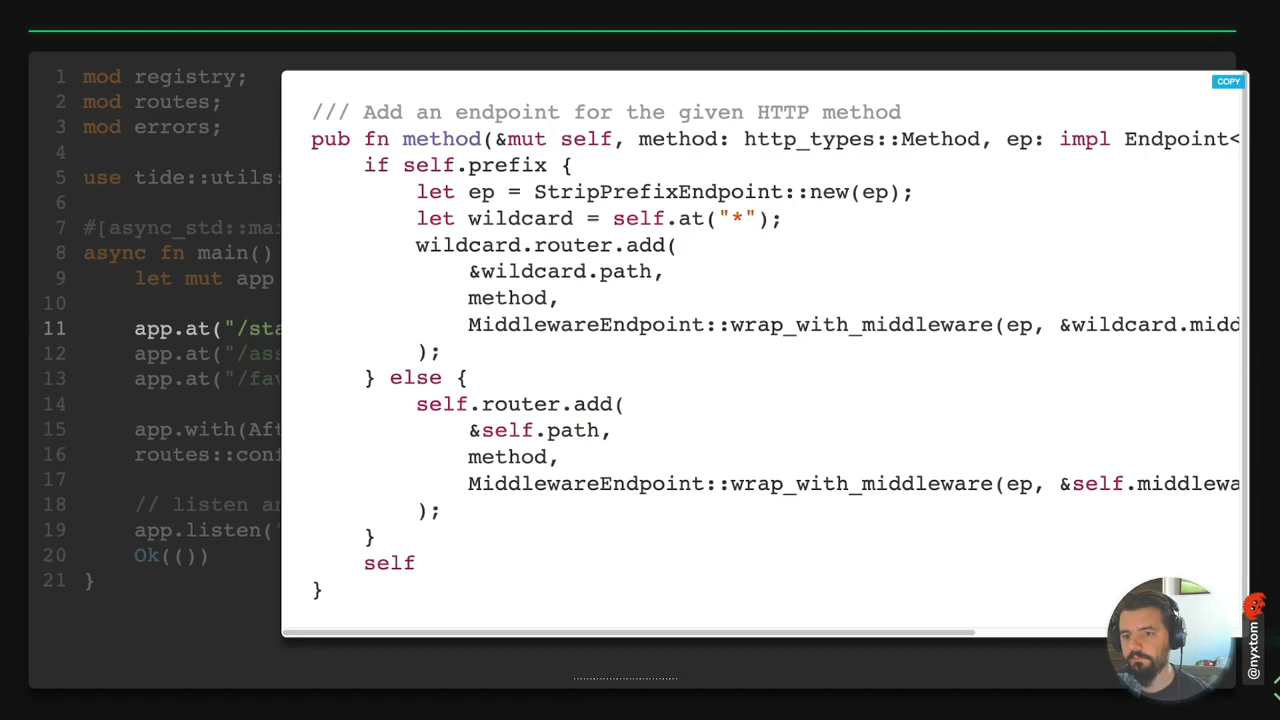 1 mod registry;
2 mod routes;
3 mod errors;
4
5 use tide::utils:
6
7 #[async_std::mai
8 async fn main()
9 let mut app
10
11 app.at("/sta
12 app.at("/ass
13 app.at("/fav
14
15 app.with(Aft
16 routes::conf
17
18 // listen an
19 app.listen("
20 Ok(())
21 }
COPY
/// Add an endpoint for the given HTTP method
pub fn method(&mut self, method: http_types::Method, ep: impl Endpoint<
if self.prefix {
let ep = StripPrefixEndpoint::new(ep);
let wildcard = self.at("*");
wildcard.router.add(
&wildcard.path,
method,
MiddlewareEndpoint::wrap_with_middleware(ep, &wildcard.midd
);
} else {
self.router.add(
&self.path,
method,
MiddlewareEndpoint::wrap_with_middleware(ep, &self.middlewa
);
}
self
}
@nyxtom